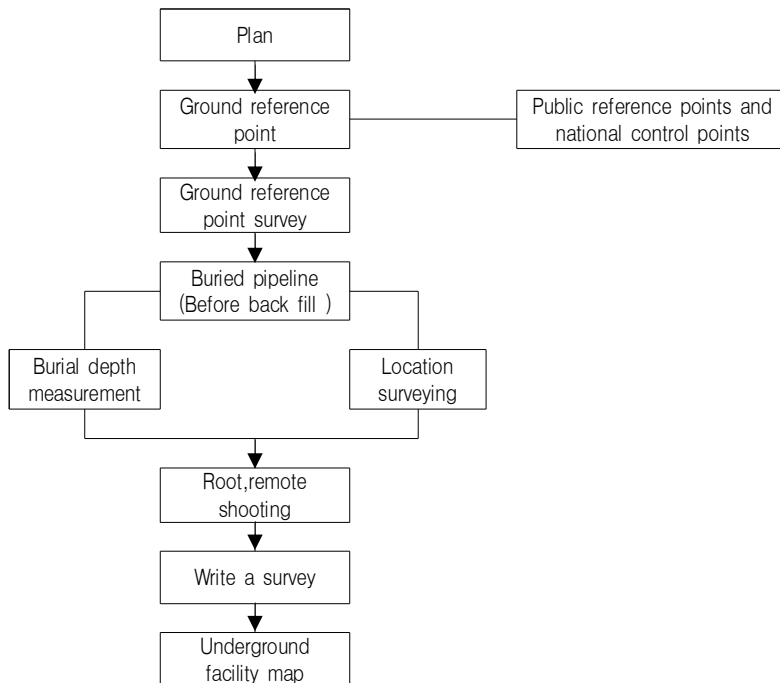 Plan
Ground reference
point
Public reference points and
national control points
Ground reference
point survey
Buried pipeline
(Before back fill )
Burial depth
measurement
Location
surveying
Root,remote
shooting
Write a survey
Underground
facility map